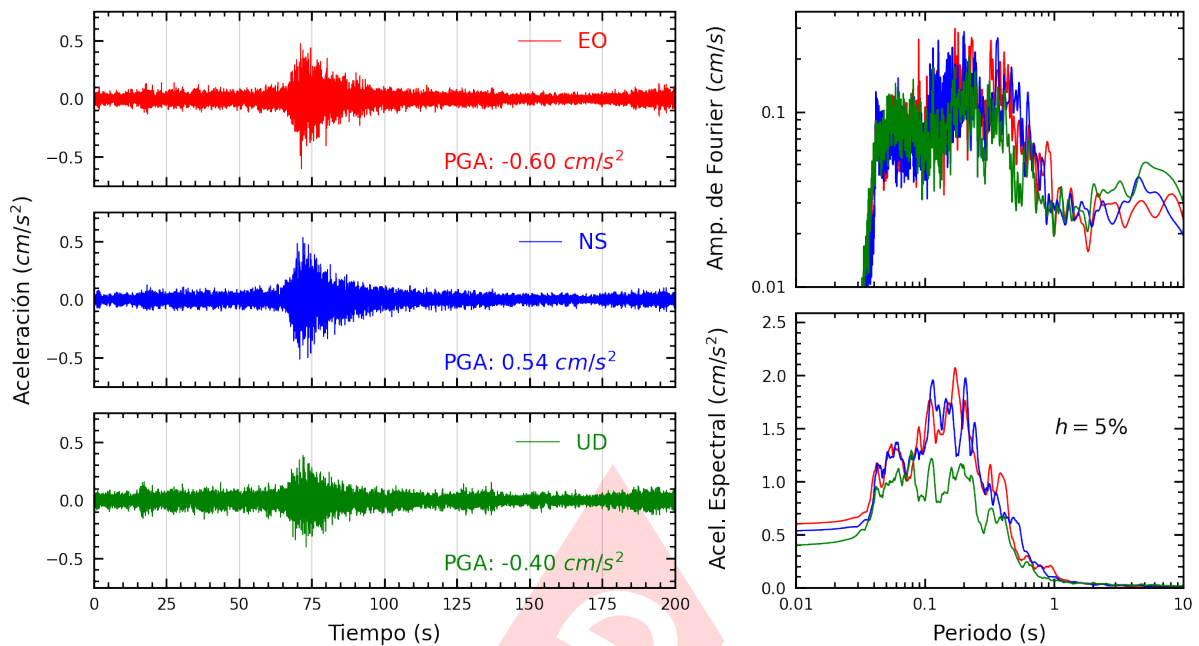 Aceleración (cm/s²)
0.5
0.0
−0.5
EO
PGA: -0.60 cm/s²
0.5
0.0
−0.5
NS
PGA: 0.54 cm/s²
0.5
0.0
−0.5
UD
PGA: -0.40 cm/s²
0 25 50 75 100 125 150 175 200
Tiempo (s)
Amp. de Fourier (cm/s)
0.1
0.01
Acel. Espectral (cm/s²)
2.5
2.0
1.5
1.0
0.5
0.0
h = 5%
0.01 0.1 1 10
Periodo (s)